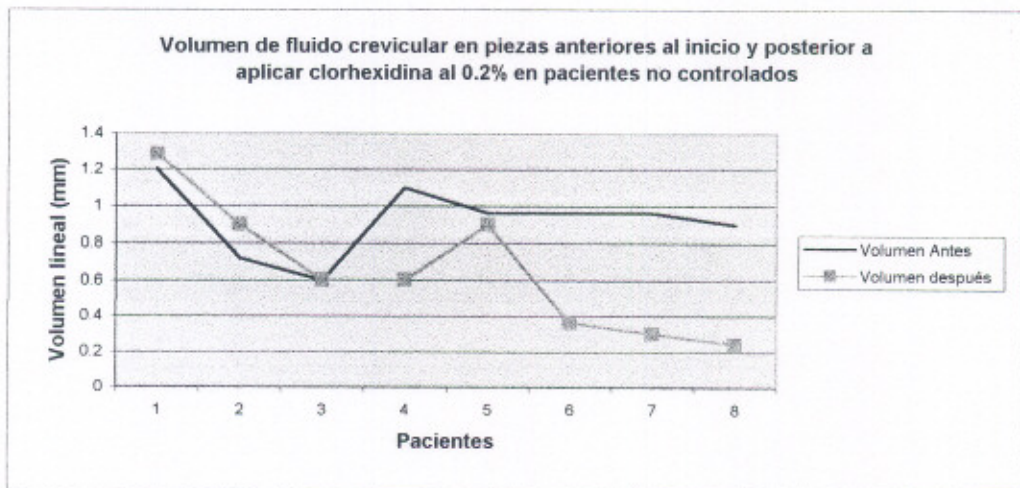 Volumen de fluido crevicular en piezas anteriores al inicio y posterior a
aplicar clorhexidina al 0.2% en pacientes no controlados
Volumen lineal (mm)
1.4
1.2
1
0.8
0.6
0.4
0.2
0
1 2 3 4 5 6 7 8
Pacientes
Volumen Antes
Volumen después